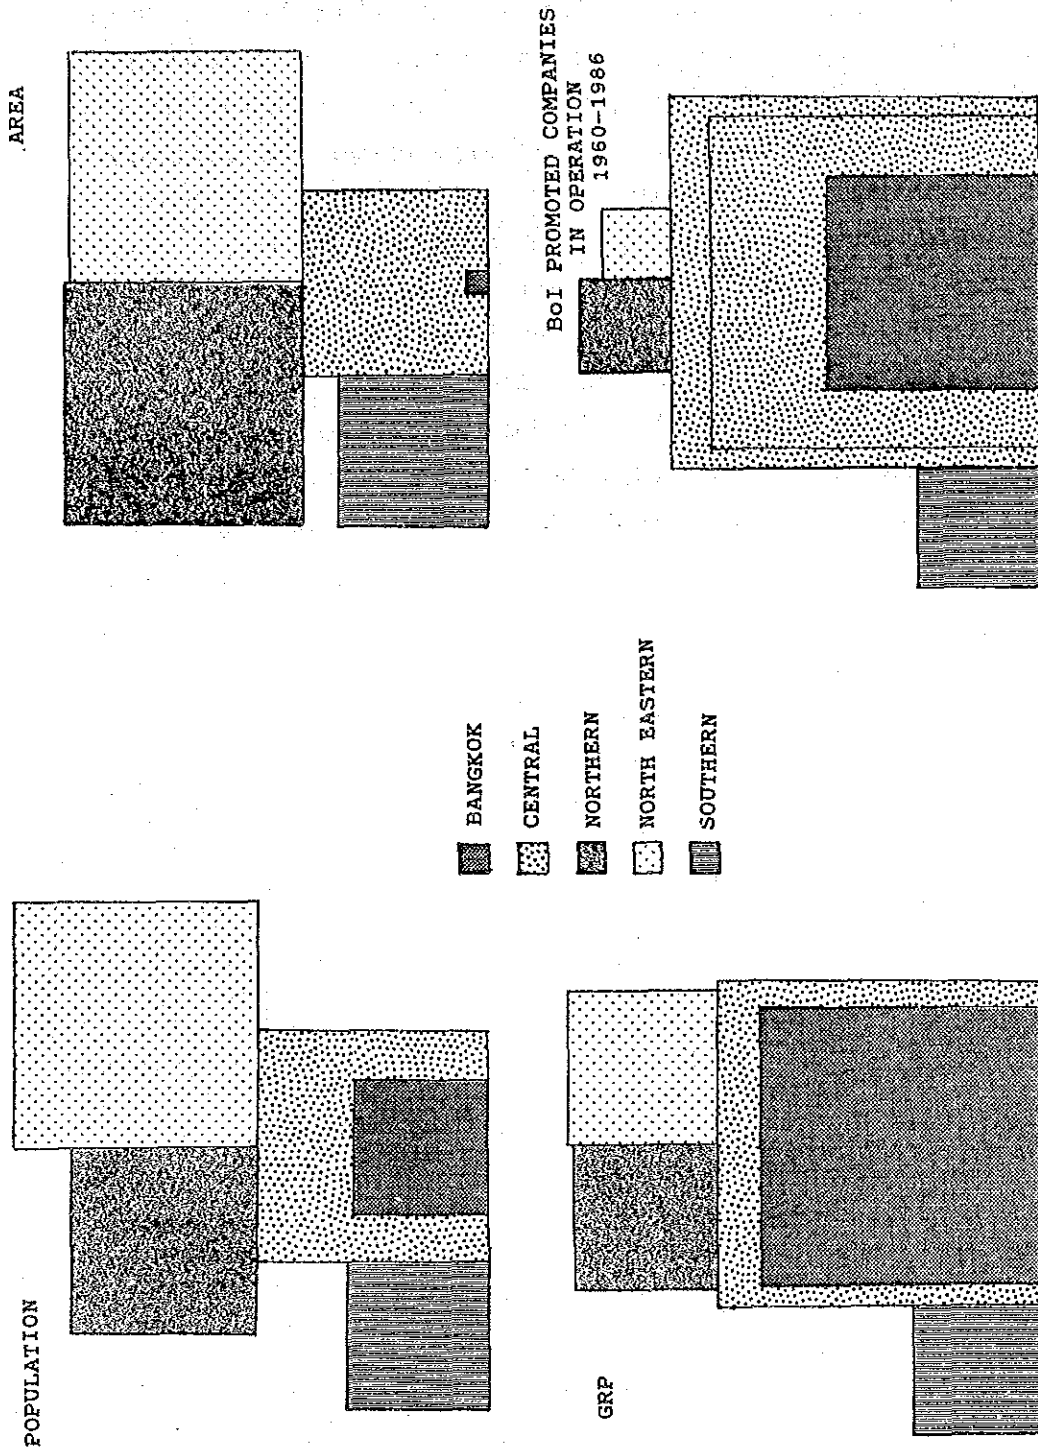 POPULATION
AREA
BANGKOK
CENTRAL
NORTHERN
NORTH EASTERN
SOUTHERN
GRP
BoI PROMOTED COMPANIES
IN OPERATION
1960-1986